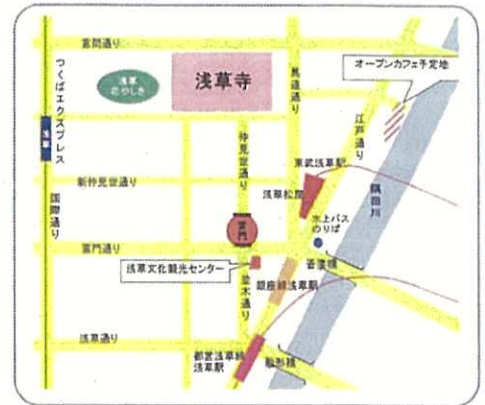 言問通り
オープンカフェ予定地
つくばエクスプレス
浅草
花やしき
浅草寺
馬道通り
江戸通り
浅草
仲見世通り
東武浅草駅
新仲見世通り
浅草松屋
隅田川
国際通り
水上バス
のりば
雷門
雷門通り
吾妻橋
浅草文化観光センター
並木通り
銀座線浅草駅
浅草通り
都営浅草線
浅草駅
駒形橋